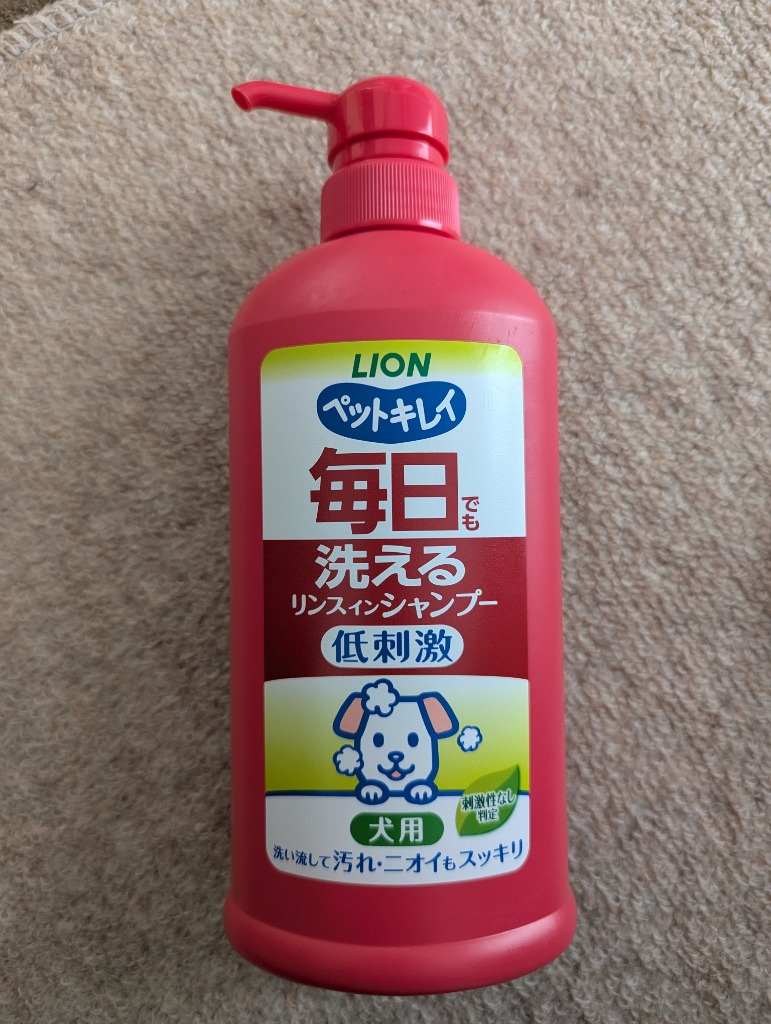 LION
ペットキレイ
毎日でも
洗える
リンスインシャンプー
低刺激
刺激性なし
判定
犬用
洗い流して汚れ・ニオイもスッキリ